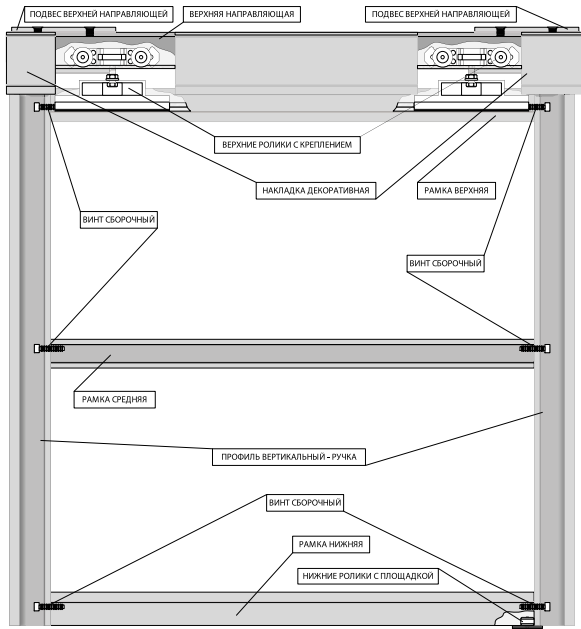 ПОДВЕС ВЕРХНЕЙ НАПРАВЛЯЮЩЕЙ
ВЕРХНЯЯ НАПРАВЛЯЮЩАЯ
ПОДВЕС ВЕРХНЕЙ НАПРАВЛЯЮЩЕЙ
ВЕРХНИЕ РОЛИКИ С КРЕПЛЕНИЕМ
НАКЛАДКА ДЕКОРАТИВНАЯ
РАМКА ВЕРХНЯЯ
ВИНТ СБОРОЧНЫЙ
ВИНТ СБОРОЧНЫЙ
РАМКА СРЕДНЯЯ
ПРОФИЛЬ ВЕРТИКАЛЬНЫЙ – РУЧКА
ВИНТ СБОРОЧНЫЙ
РАМКА НИЖНЯЯ
НИЖНИЕ РОЛИКИ С ПЛОЩАДКОЙ